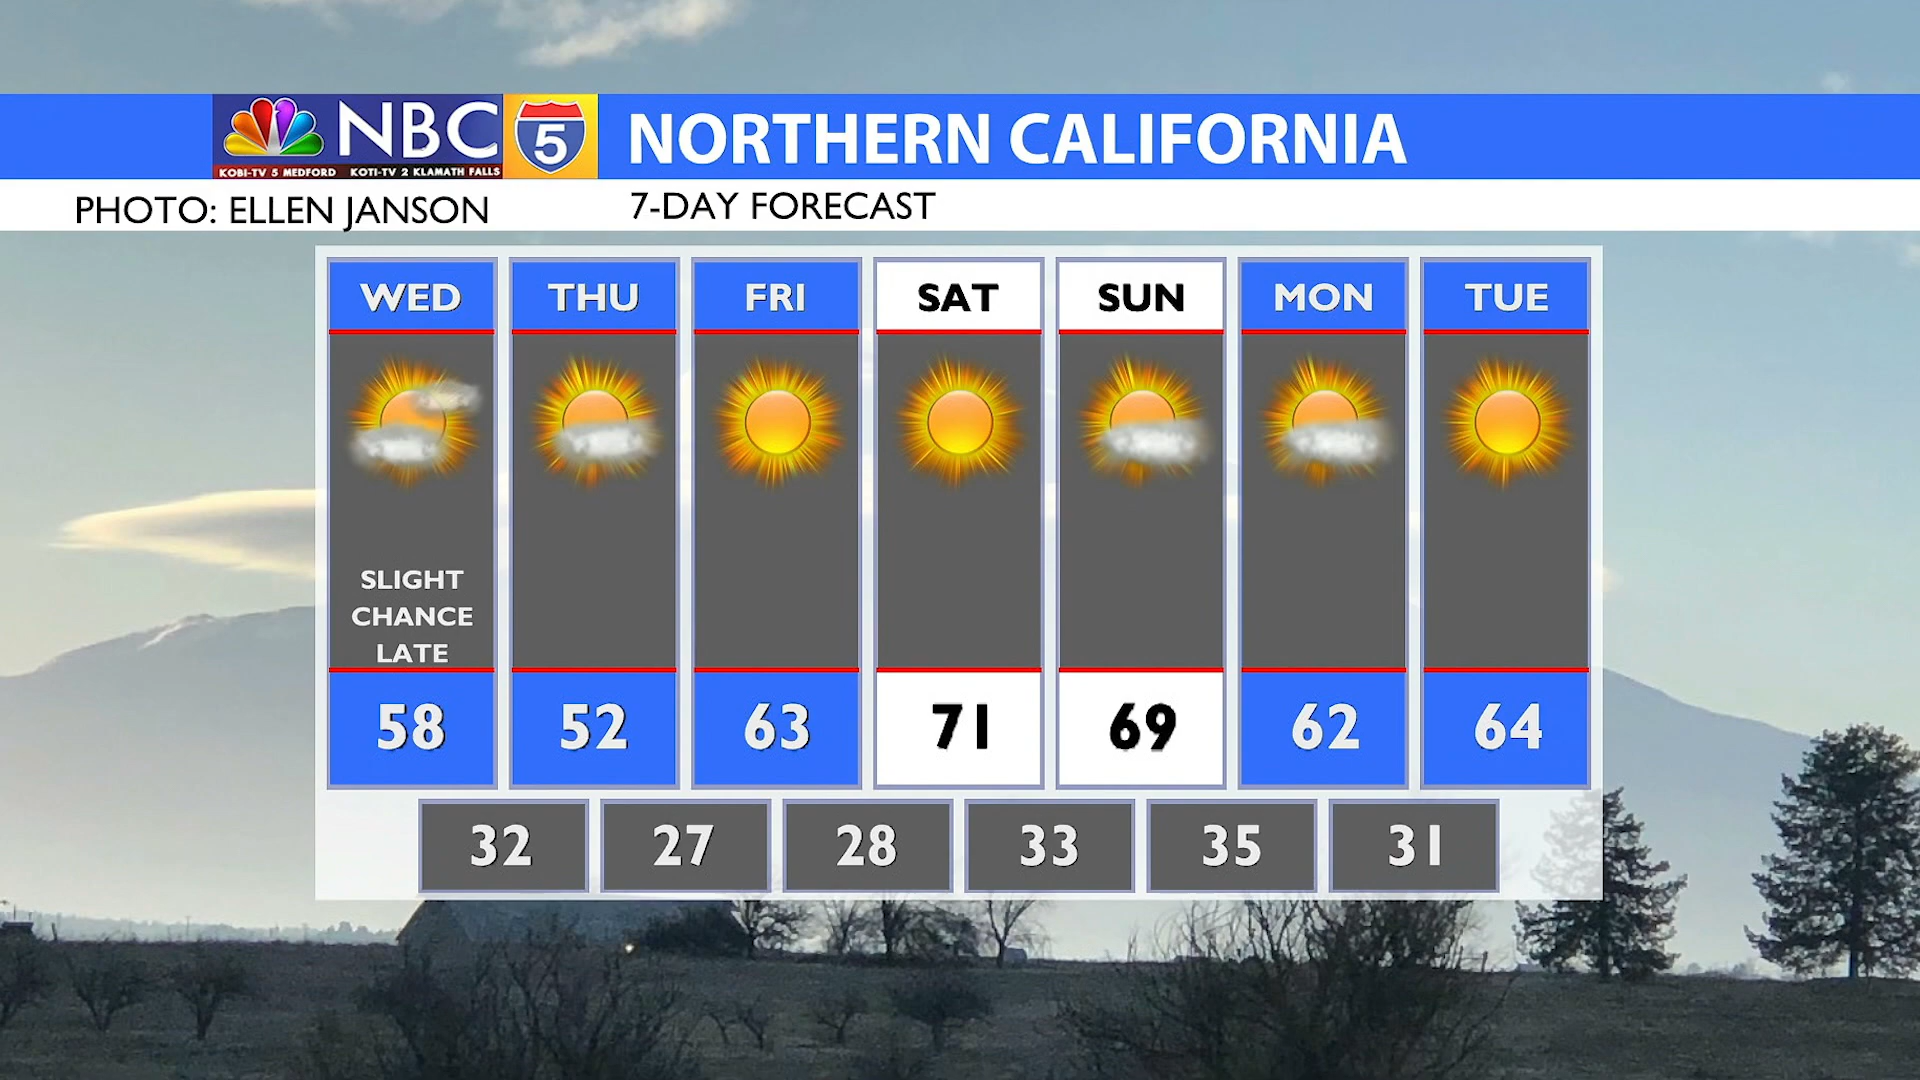 NBC 5
KOBI-TV 5 MEDFORD KOTI-TV 2 KLAMATH FALLS
NORTHERN CALIFORNIA
PHOTO: ELLEN JANSON
7-DAY FORECAST
WED THU FRI SAT SUN MON TUE
SLIGHT
CHANCE
LATE
58 52 63 71 69 62 64
32 27 28 33 35 31